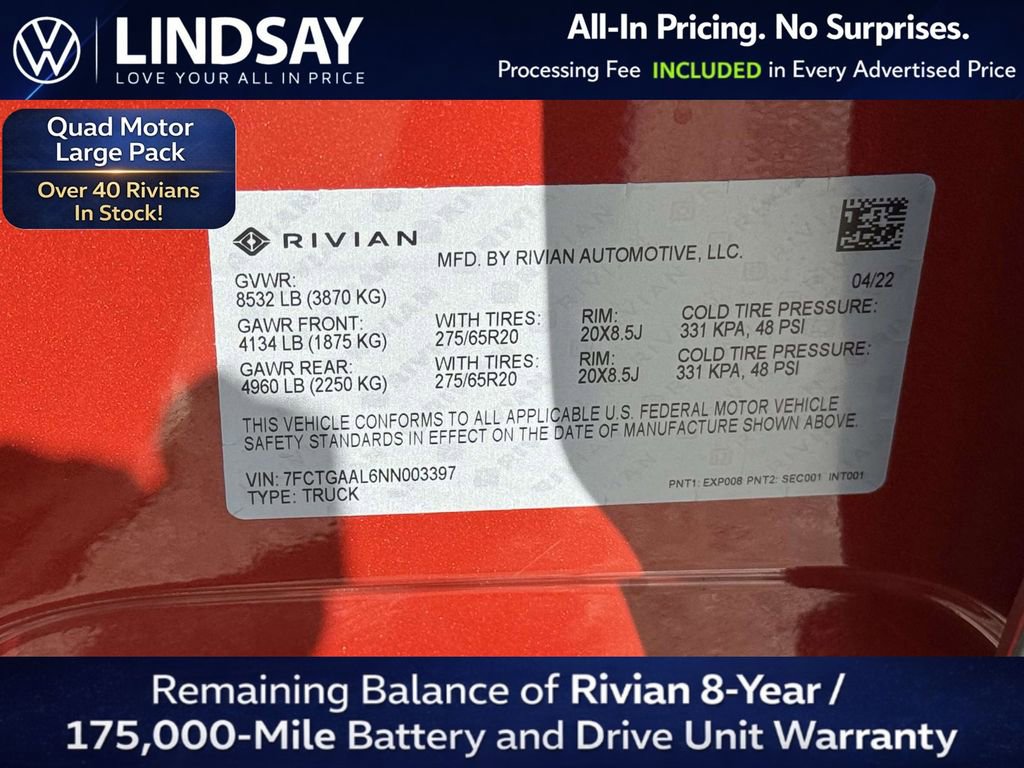 LINDSAY
LOVE YOUR ALL IN PRICE
All-In Pricing. No Surprises.
Processing Fee INCLUDED in Every Advertised Price
Quad Motor
Large Pack
Over 40 Rivians
In Stock!
RIVIAN
MFD. BY RIVIAN AUTOMOTIVE, LLC.
04/22
GVWR:
8532 LB (3870 KG)
GAWR FRONT: WITH TIRES: RIM: COLD TIRE PRESSURE:
4134 LB (1875 KG) 275/65R20 20X8.5J 331 KPA, 48 PSI
GAWR REAR: WITH TIRES: RIM: COLD TIRE PRESSURE:
4960 LB (2250 KG) 275/65R20 20X8.5J 331 KPA, 48 PSI
THIS VEHICLE CONFORMS TO ALL APPLICABLE U.S. FEDERAL MOTOR VEHICLE
SAFETY STANDARDS IN EFFECT ON THE DATE OF MANUFACTURE SHOWN ABOVE.
VIN: 7FCTGAAL6NN003397
TYPE: TRUCK
PNT1: EXP008 PNT2: SEC001 INT001
Remaining Balance of Rivian 8-Year /
175,000-Mile Battery and Drive Unit Warranty